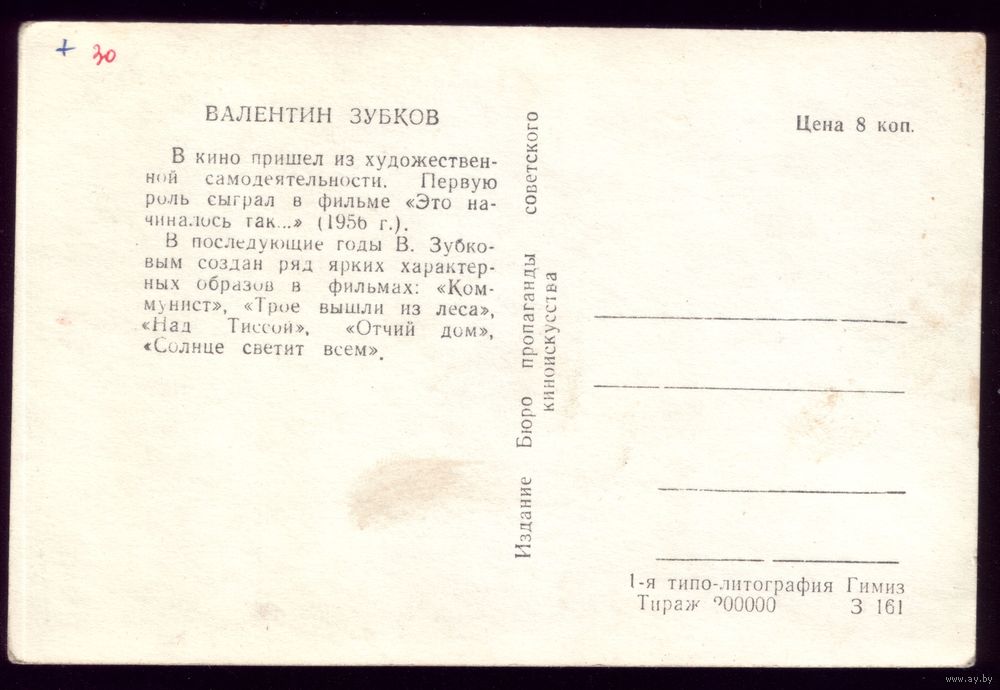 + 30
ВАЛЕНТИН ЗУБКОВ
В кино пришел из художествен-
ной самодеятельности. Первую
роль сыграл в фильме «Это на-
чиналось так...» (1956 г.).
В последующие годы В. Зубко-
вым создан ряд ярких характер-
ных образов в фильмах: «Ком-
мунист», «Трое вышли из леса»,
«Над Тиссой», «Отчий дом»,
«Солнце светит всем».
Издание Бюро пропаганды советского
киноискусства
Цена 8 коп.
1-я типо-литография Гимиз
Тираж 200000 З 161
www.ay.by